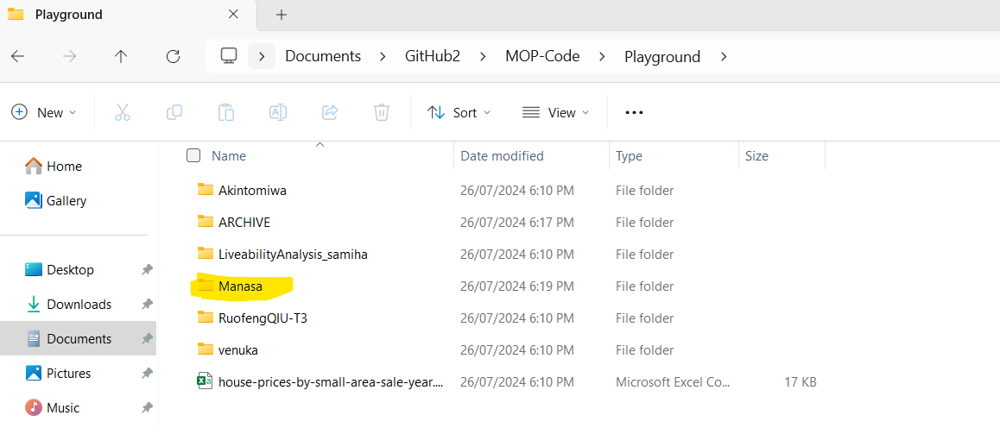 Playground
Documents > GitHub2 > MOP-Code > Playground >
New Sort View
Name Date modified Type Size
Home
Gallery
Desktop
Downloads
Documents
Pictures
Music
Akintomiwa 26/07/2024 6:10 PM File folder
ARCHIVE 26/07/2024 6:17 PM File folder
LiveabilityAnalysis_samiha 26/07/2024 6:10 PM File folder
Manasa 26/07/2024 6:19 PM File folder
RuofengQIU-T3 26/07/2024 6:10 PM File folder
venuka 26/07/2024 6:10 PM File folder
house-prices-by-small-area-sale-year.... 26/07/2024 6:10 PM Microsoft Excel Co... 17 KB